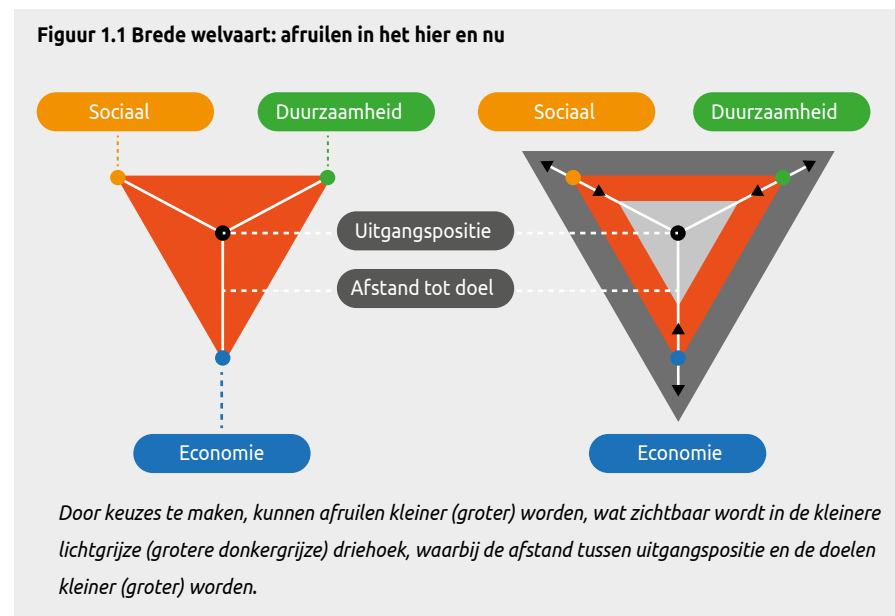 Figuur 1.1 Brede welvaart: afruilen in het hier en nu
Sociaal
Duurzaamheid
Sociaal
Duurzaamheid
Uitgangspositie
Afstand tot doel
Economie
Economie
Door keuzes te maken, kunnen afruilen kleiner (groter) worden, wat zichtbaar wordt in de kleinere
lichtgrijze (grotere donkergrijze) driehoek, waarbij de afstand tussen uitgangspositie en de doelen
kleiner (groter) worden.